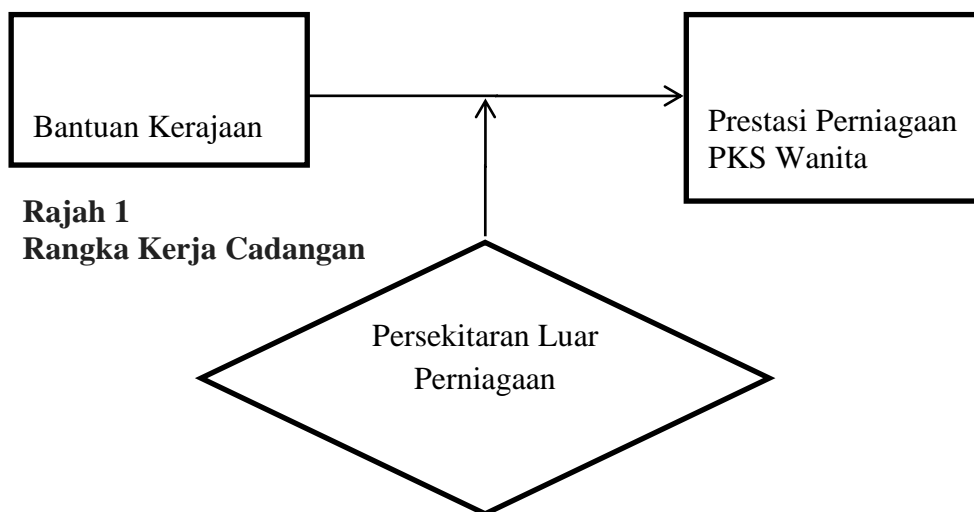 Bantuan Kerajaan
Prestasi Perniagaan
PKS Wanita
Rajah 1
Rangka Kerja Cadangan
Persekitaran Luar
Perniagaan